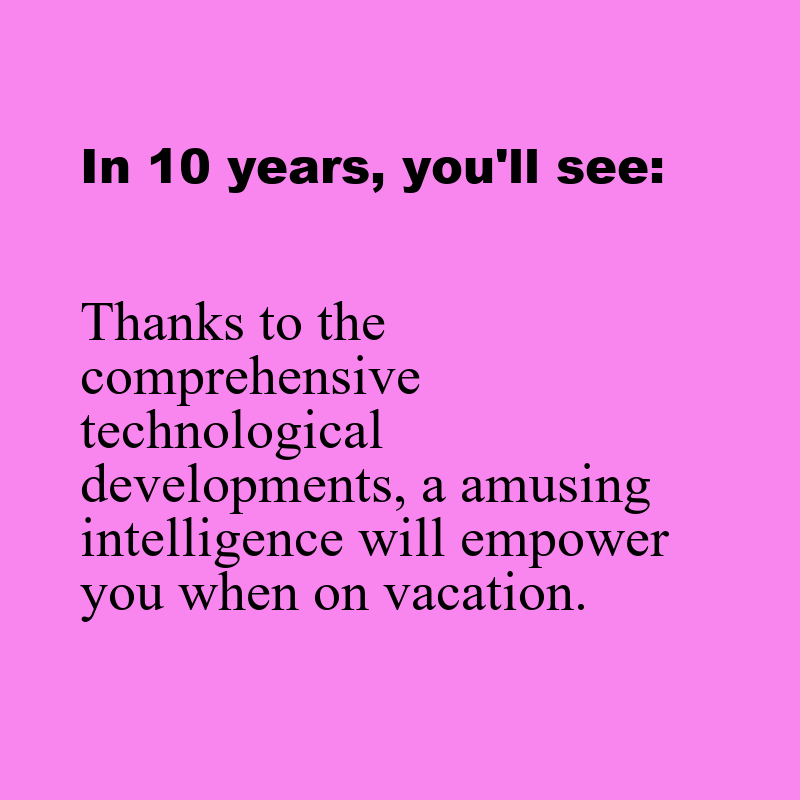 In 10 years, you'll see:
Thanks to the
comprehensive
technological
developments, a amusing
intelligence will empower
you when on vacation.